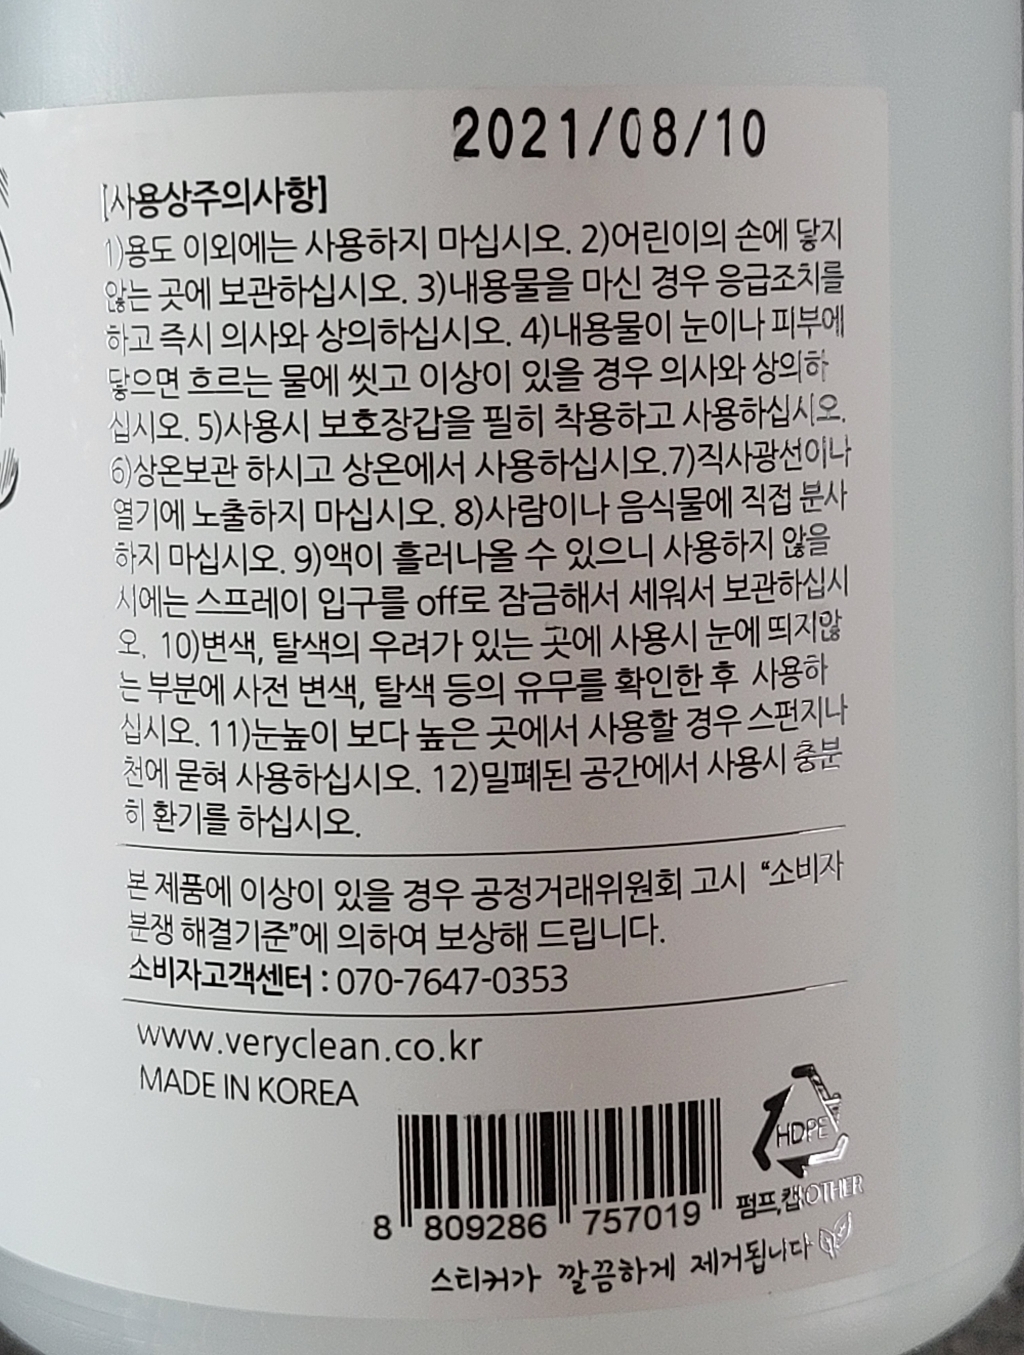 2021/08/10
[사용상주의사항]
1)용도 이외에는 사용하지 마십시오. 2)어린이의 손에 닿지
않는 곳에 보관하십시오. 3)내용물을 마신 경우 응급조치를
하고 즉시 의사와 상의하십시오. 4)내용물이 눈이나 피부에
닿으면 흐르는 물에 씻고 이상이 있을 경우 의사와 상의하
십시오. 5)사용시 보호장갑을 필히 착용하고 사용하십시오.
6)상온보관 하시고 상온에서 사용하십시오.7)직사광선이나
열기에 노출하지 마십시오. 8)사람이나 음식물에 직접 분사
하지 마십시오. 9)액이 흘러나올 수 있으니 사용하지 않을
시에는 스프레이 입구를 off로 잠금해서 세워서 보관하십시
오. 10)변색, 탈색의 우려가 있는 곳에 사용시 눈에 띄지않
는 부분에 사전 변색, 탈색 등의 유무를 확인한 후 사용하
십시오. 11)눈높이 보다 높은 곳에서 사용할 경우 스펀지나
천에 묻혀 사용하십시오. 12)밀폐된 공간에서 사용시 충분
히 환기를 하십시오.
본 제품에 이상이 있을 경우 공정거래위원회 고시 “소비자
분쟁 해결기준”에 의하여 보상해 드립니다.
소비자고객센터 : 070-7647-0353
www.veryclean.co.kr
MADE IN KOREA
HDPE
펌프,캡:OTHER
8 809286 757019
스티커가 깔끔하게 제거됩니다